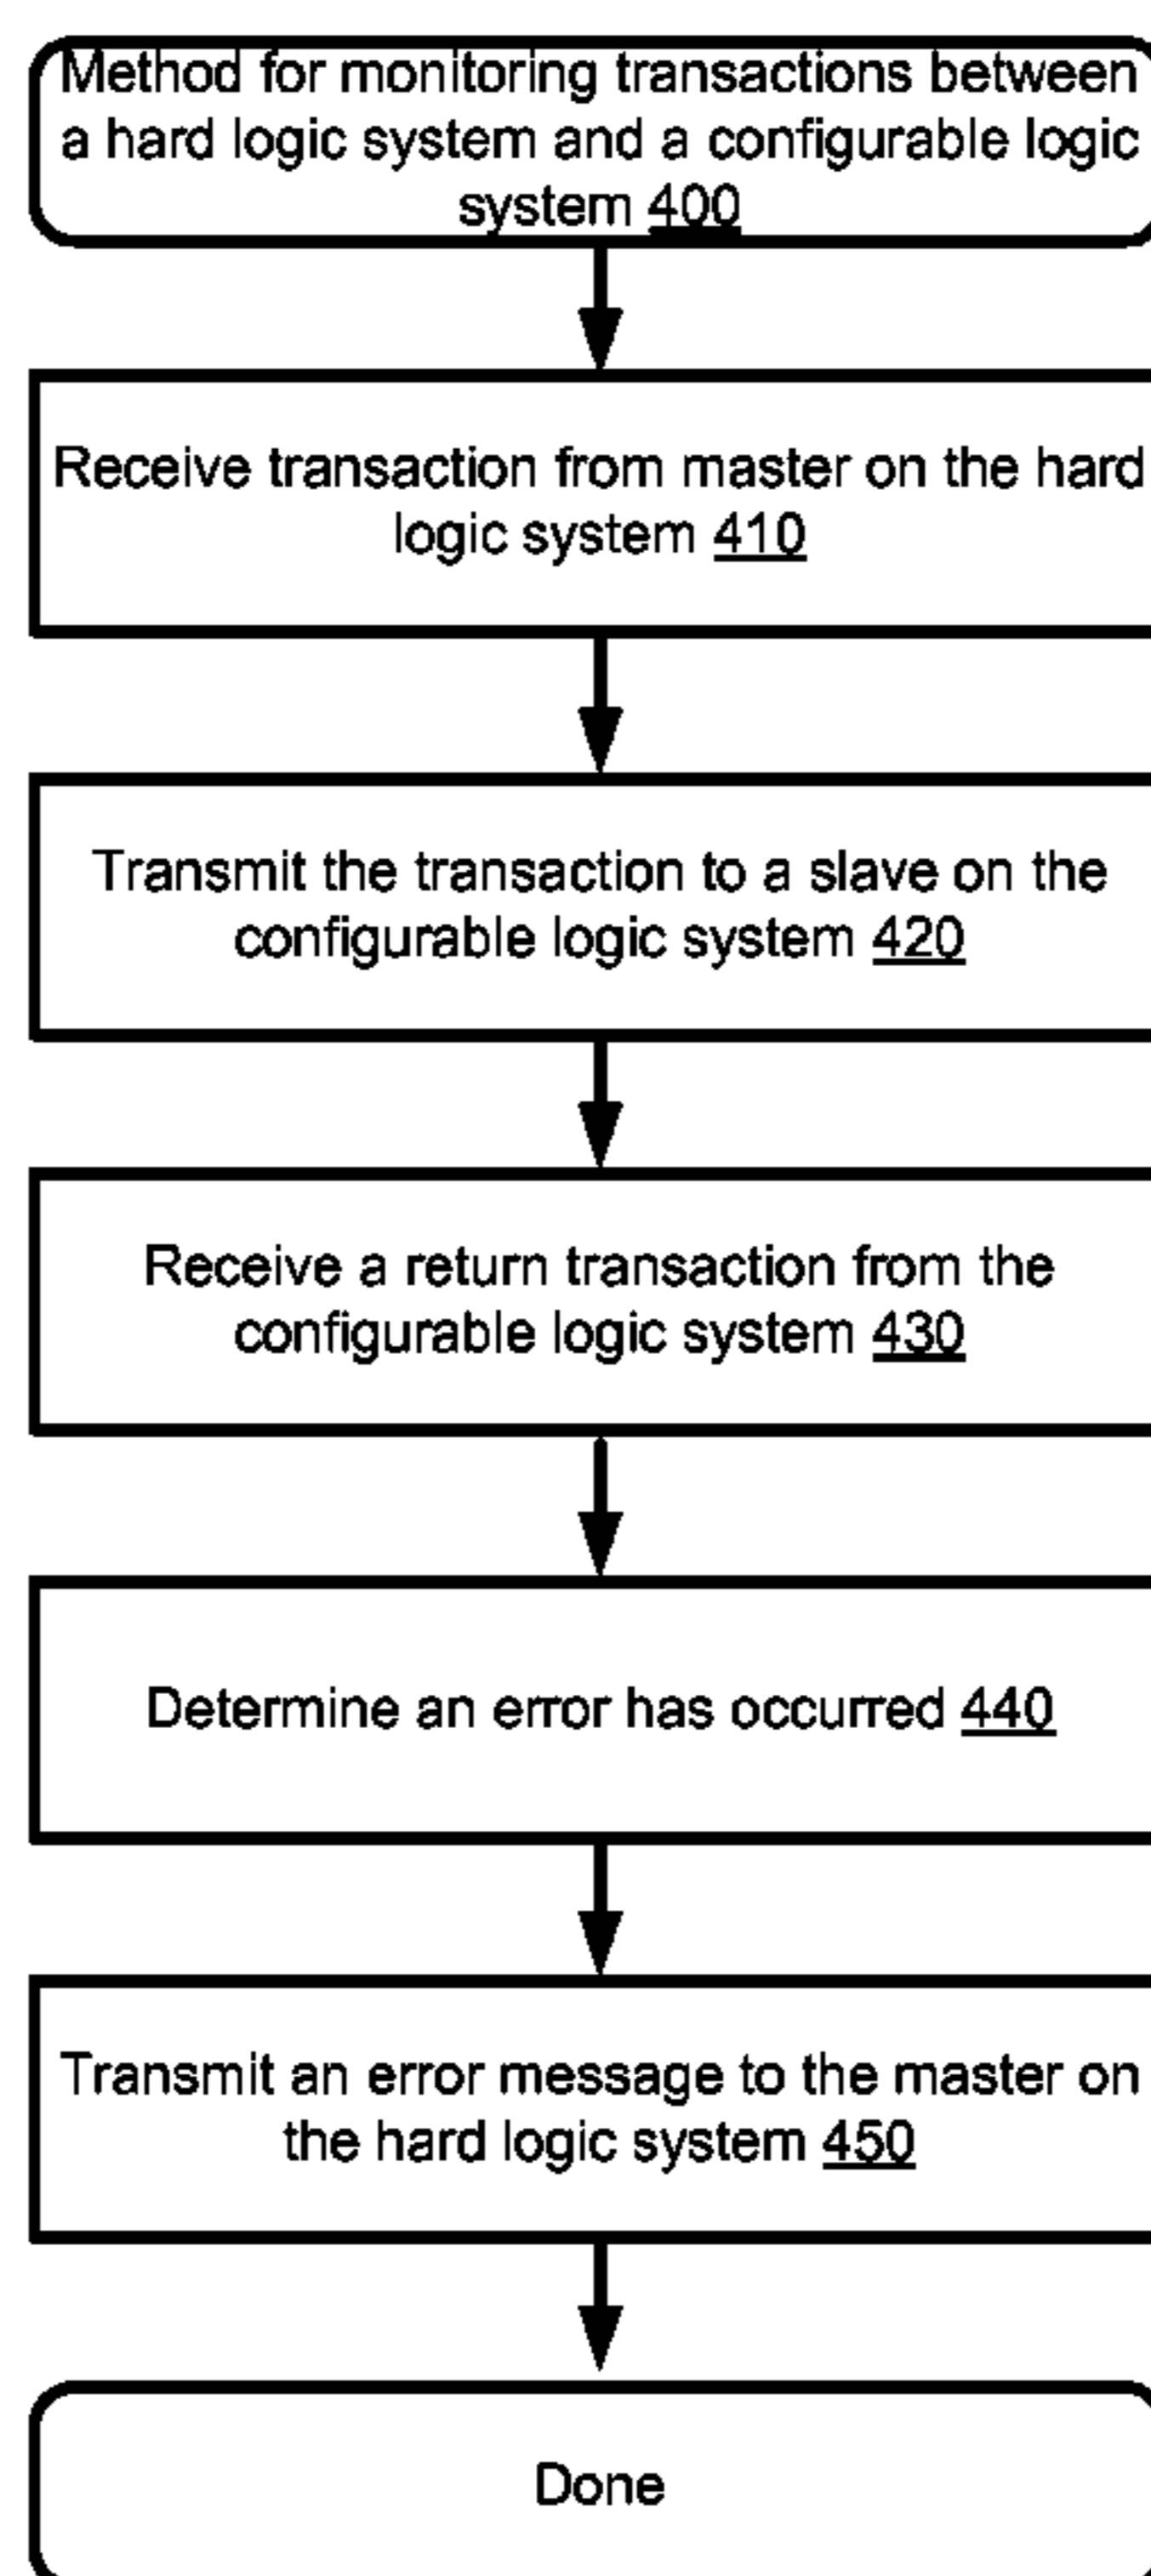 Method for monitoring transactions between
a hard logic system and a configurable logic
system 400
Receive transaction from master on the hard
logic system 410
Transmit the transaction to a slave on the
configurable logic system 420
Receive a return transaction from the
configurable logic system 430
Determine an error has occurred 440
Transmit an error message to the master on
the hard logic system 450
Done